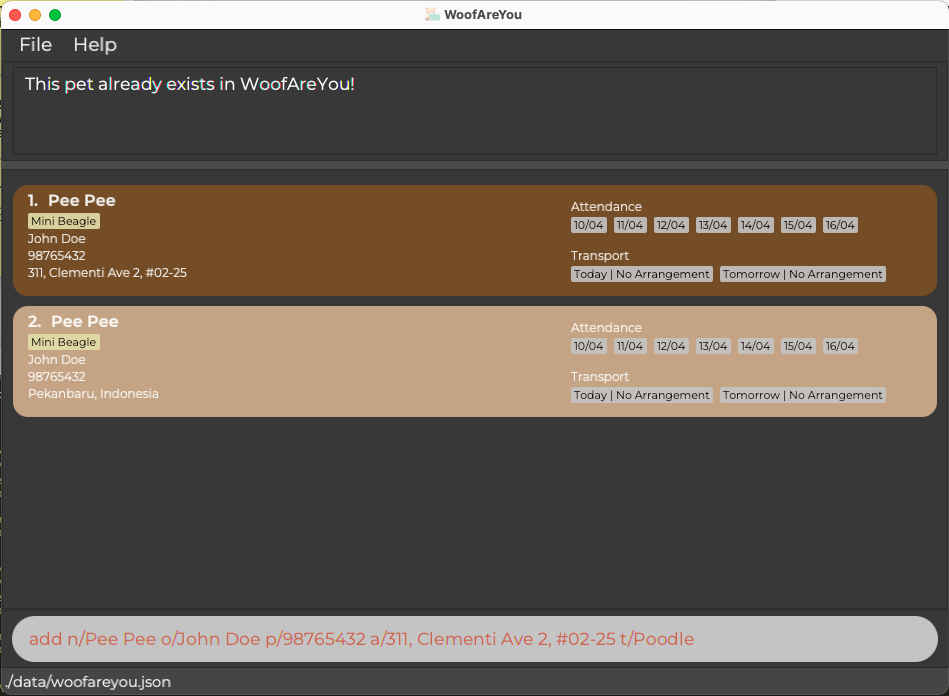 WoofAreYou
File Help
This pet already exists in WoofAreYou!
1. Pee Pee
Mini Beagle
John Doe
98765432
311, Clementi Ave 2, #02-25
Attendance
10/04 11/04 12/04 13/04 14/04 15/04 16/04
Transport
Today | No Arrangement Tomorrow | No Arrangement
2. Pee Pee
Mini Beagle
John Doe
98765432
Pekanbaru, Indonesia
Attendance
10/04 11/04 12/04 13/04 14/04 15/04 16/04
Transport
Today | No Arrangement Tomorrow | No Arrangement
add n/Pee Pee o/John Doe p/98765432 a/311, Clementi Ave 2, #02-25 t/Poodle
./data/woofareyou.json